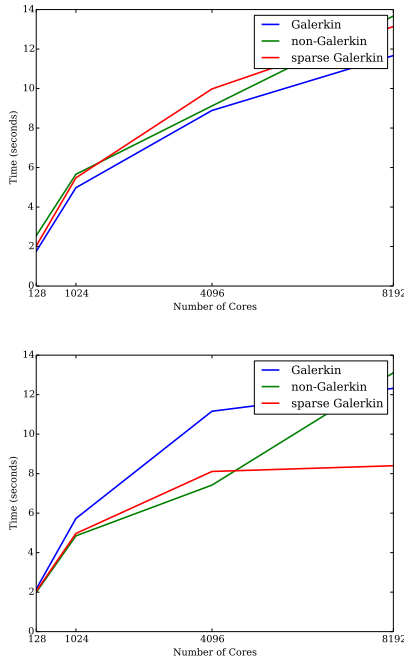 14
12
10
8
6
4
2
0
Time (seconds)
Galerkin
non-Galerkin
sparse Galerkin
128 1024 4096 8192
Number of Cores
14
12
10
8
6
4
2
0
Time (seconds)
Galerkin
non-Galerkin
sparse Galerkin
128 1024 4096 8192
Number of Cores